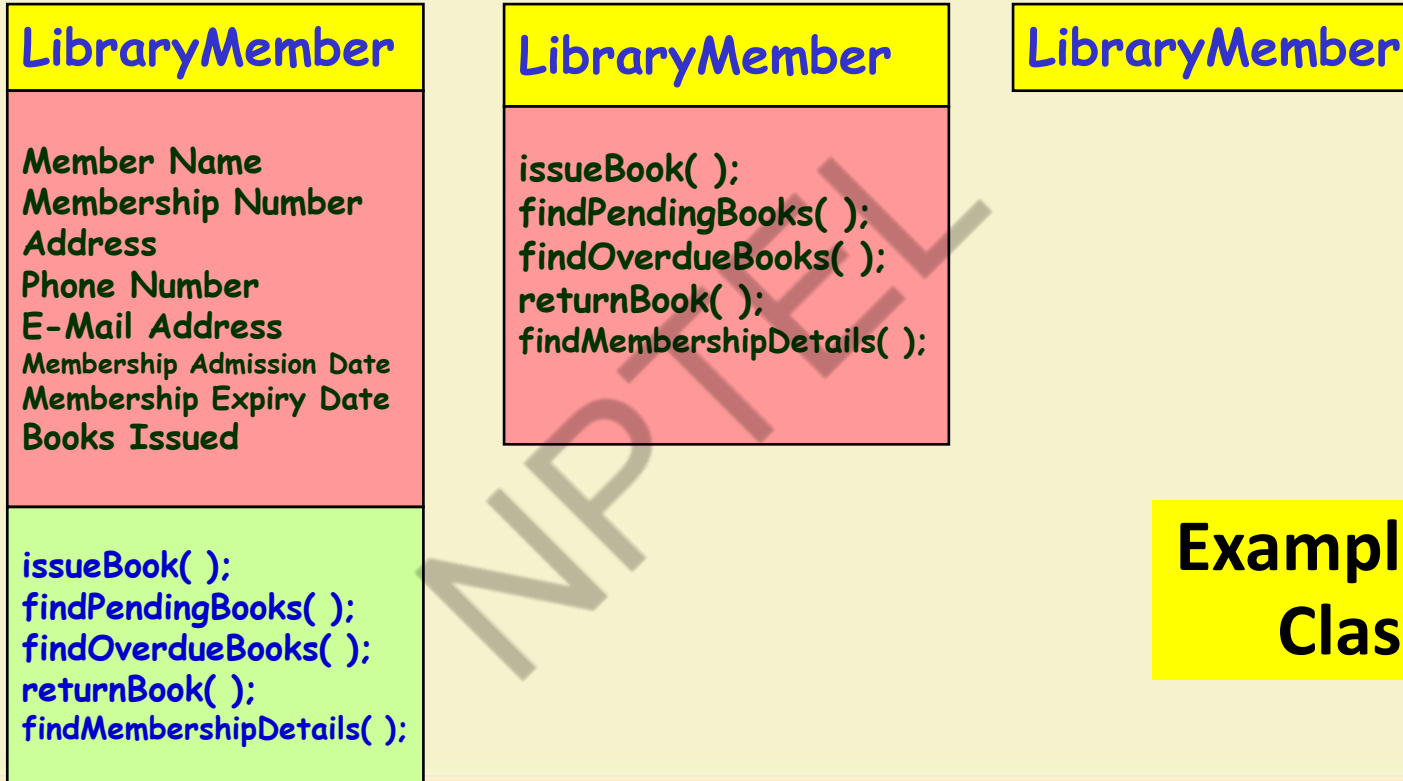 LibraryMember
Member Name
Membership Number
Address
Phone Number
E-Mail Address
Membership Admission Date
Membership Expiry Date
Books Issued
issueBook( );
findPendingBooks( );
findOverdueBooks( );
returnBook( );
findMembershipDetails( );
LibraryMember
issueBook( );
findPendingBooks( );
findOverdueBooks( );
returnBook( );
findMembershipDetails( );
LibraryMember
Exampl
Clas
NPTEL